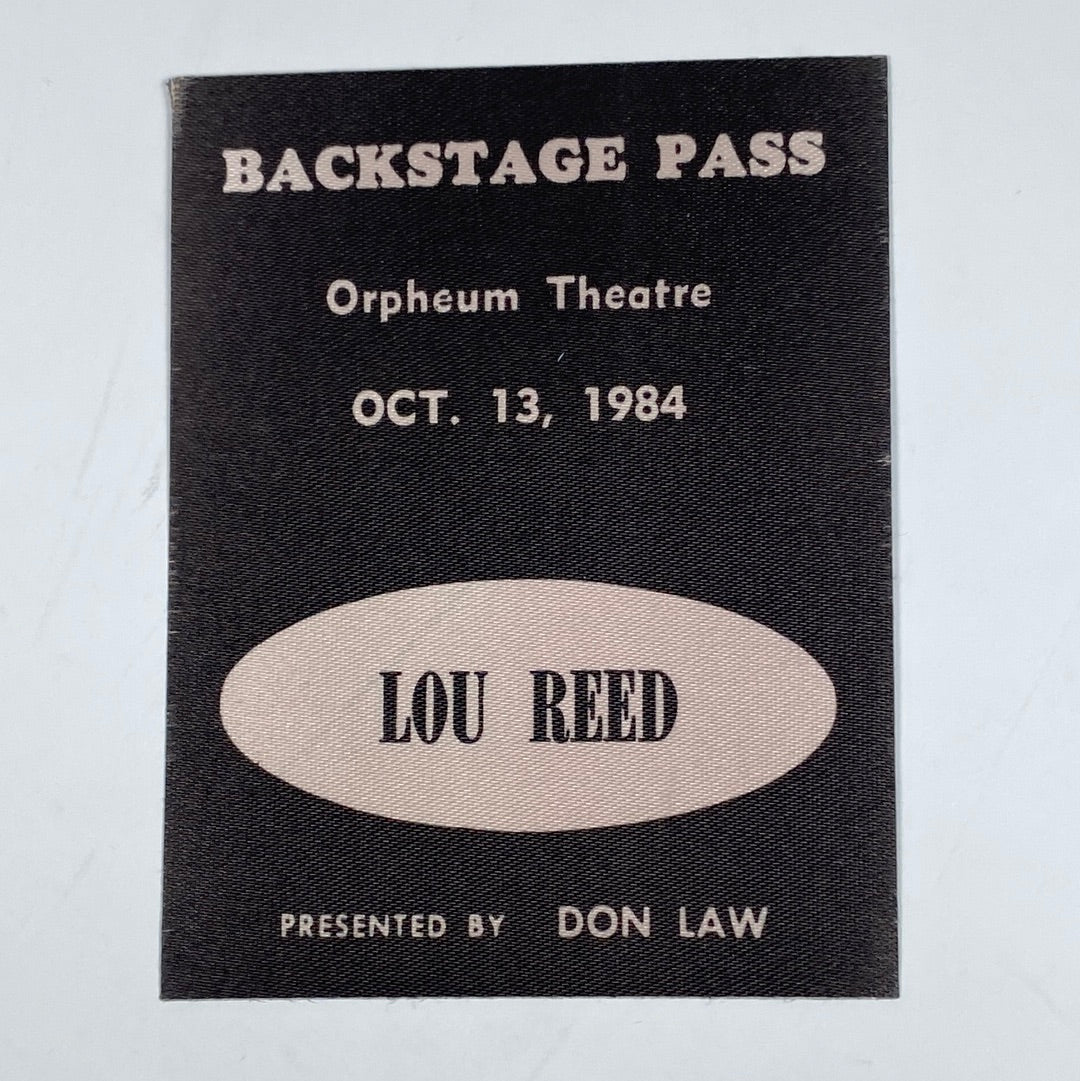 BACKSTAGE PASS
Orpheum Theatre
OCT. 13, 1984
LOU REED
PRESENTED BY DON LAW